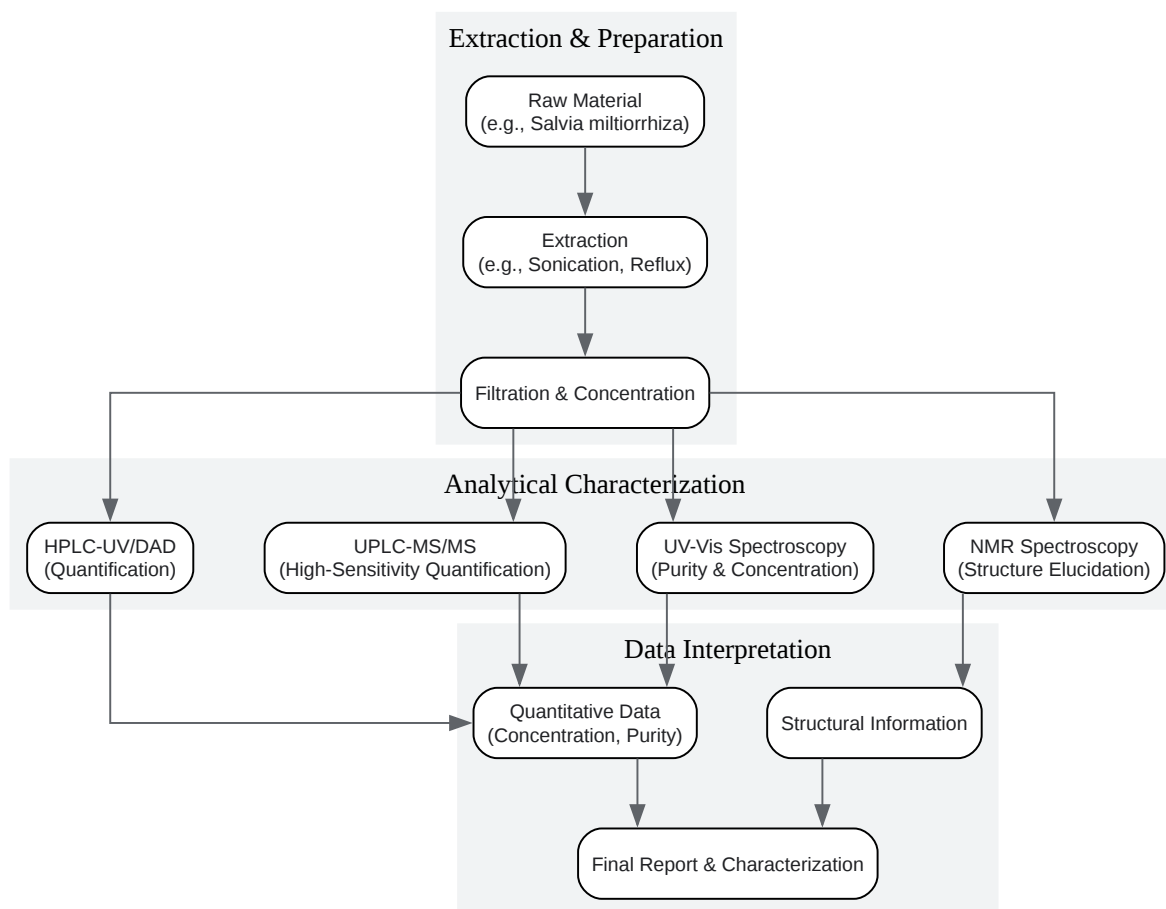 Extraction & Preparation
Raw Material
(e.g., Salvia miltiorrhiza)
Extraction
(e.g., Sonication, Reflux)
Filtration & Concentration
Analytical Characterization
HPLC-UV/DAD
(Quantification)
UPLC-MS/MS
(High-Sensitivity Quantification)
UV-Vis Spectroscopy
(Purity & Concentration)
NMR Spectroscopy
(Structure Elucidation)
Data Interpretation
Quantitative Data
(Concentration, Purity)
Structural Information
Final Report & Characterization